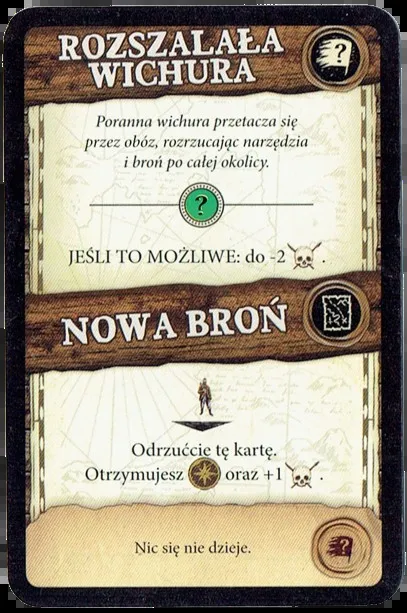 ROZSZALAŁA
WICHURA
?
Poranna wichura przetacza się
przez obóz, rozrzucając narzędzia
i broń po całej okolicy.
?
JEŚLI TO MOŻLIWE: do -2 .
NOWA BROŃ
Odrzućcie tę kartę.
Otrzymujesz oraz +1 .
Nic się nie dzieje.
?